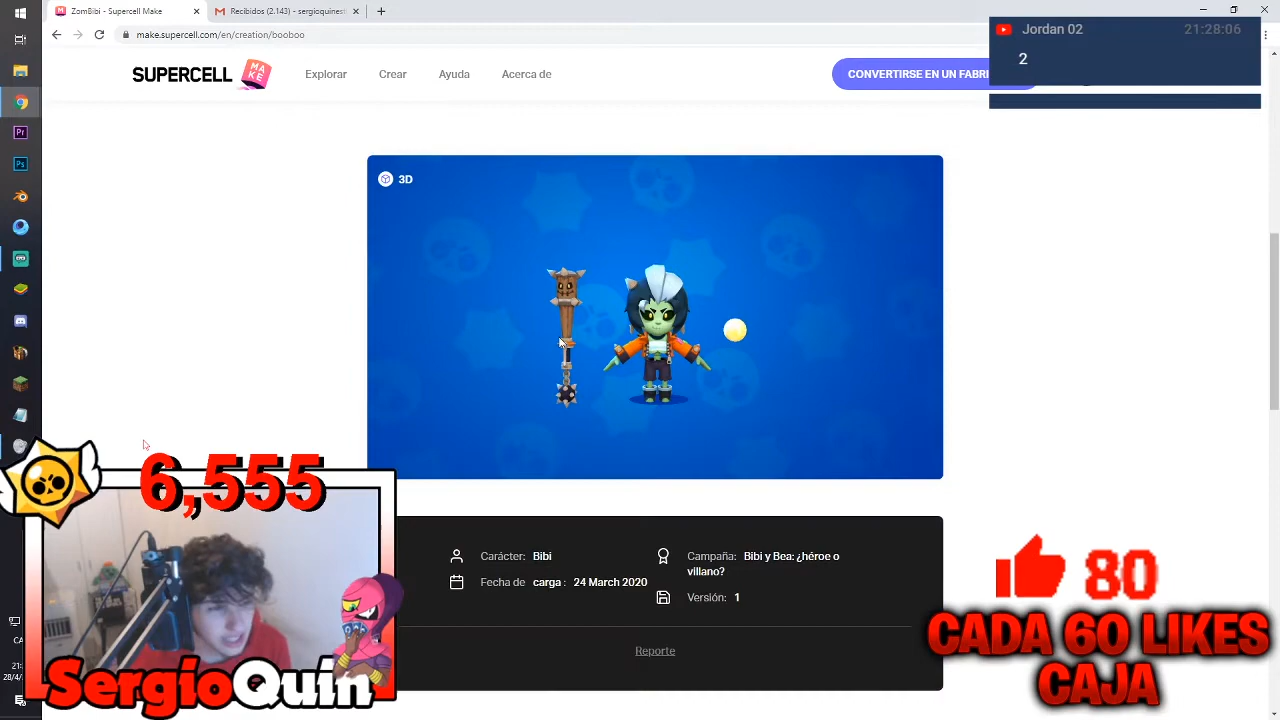 ZomBibi - Supercell Make
Recibidos (2.143) - sergioquines
make.supercell.com/en/creation/boobob
SUPERCELL MAKE
Explorar
Crear
Ayuda
Acerca de
CONVERTIRSE EN UN FABRI
Jordan 02
21:28:06
2
3D
6,555
Carácter: Bibi
Fecha de carga : 24 March 2020
Campaña: Bibi y Bea: ¿héroe o
villano?
Versión: 1
Reporte
80
CADA 60 LIKES
CAJA
SergioQuin